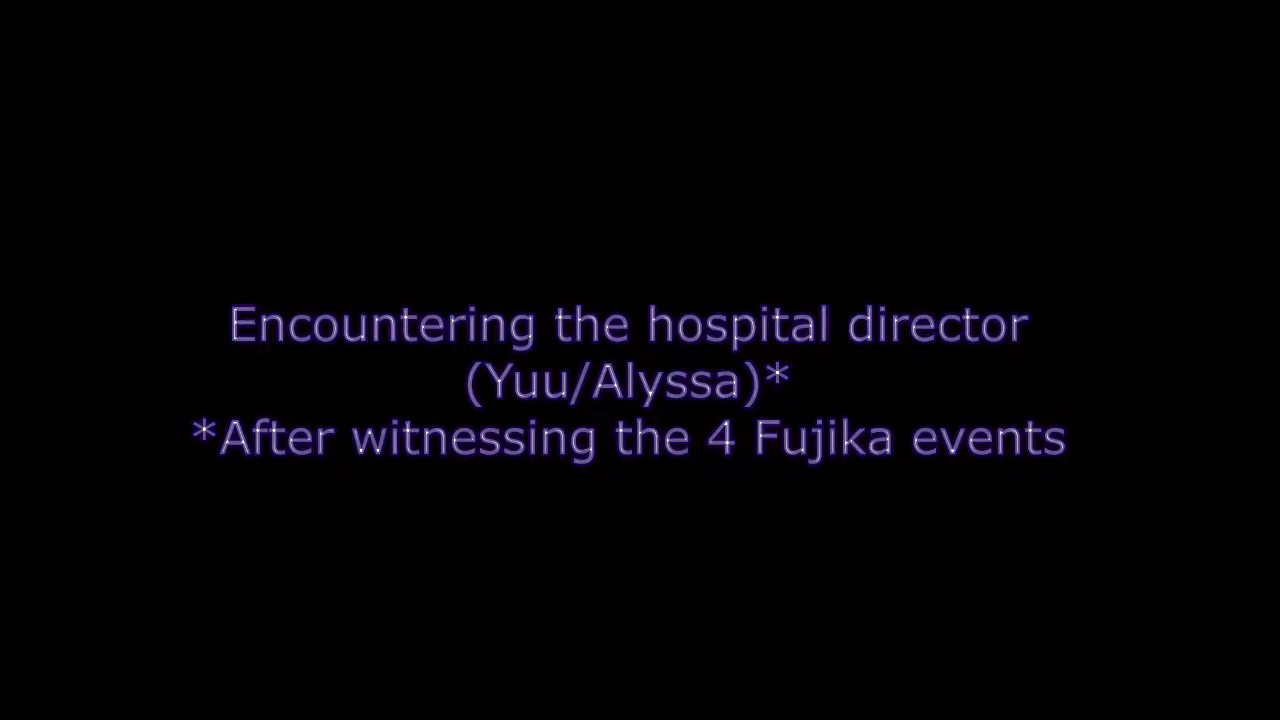 Encountering the hospital director
(Yuu/Alyssa)*
*After witnessing the 4 Fujika events